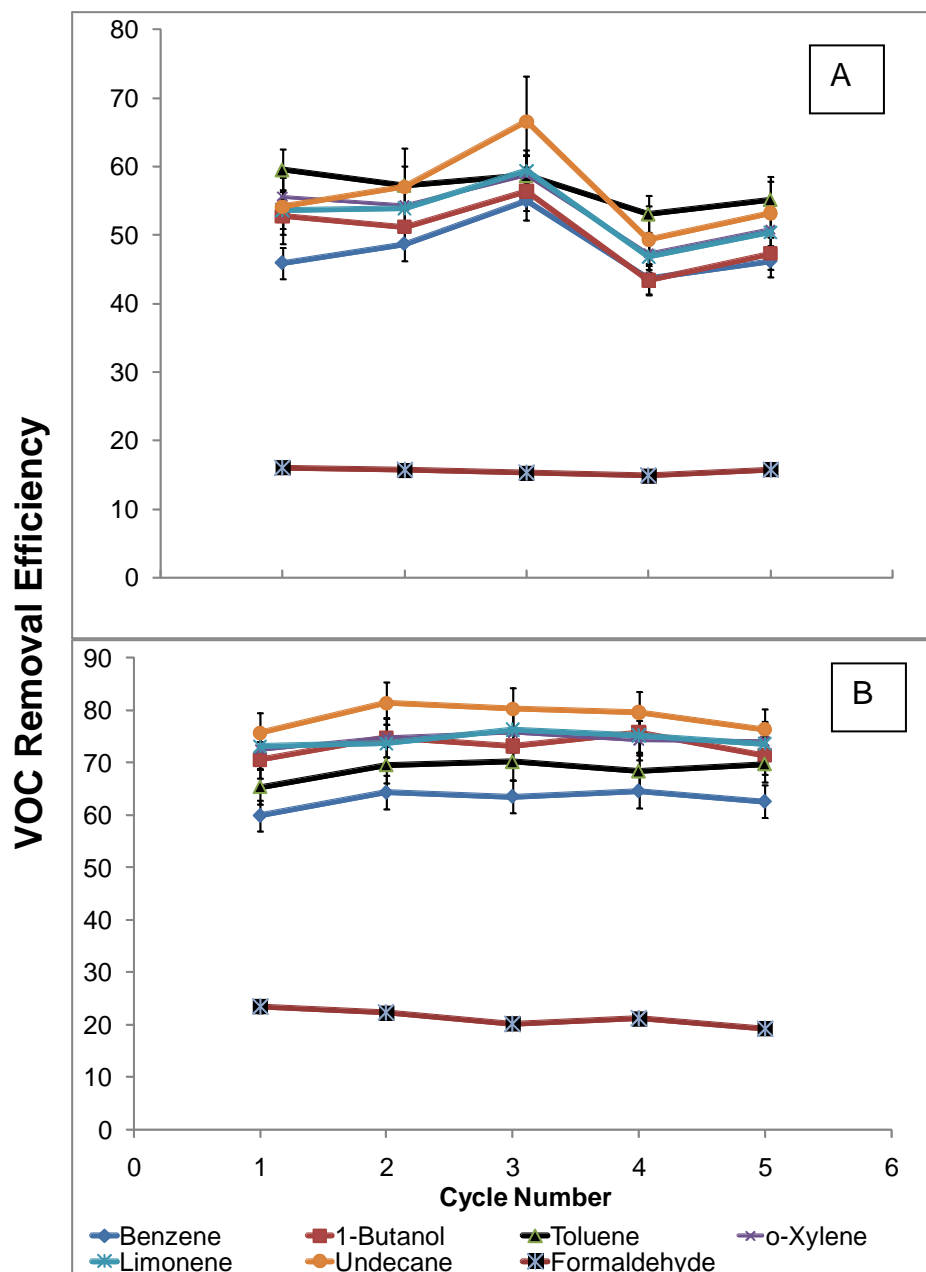 80
A
70
60
50
40
30
20
10
0
VOC Removal Efficiency
90
B
80
70
60
50
40
30
20
10
0
0 1 2 3 4 5 6
Cycle Number
Benzene 1-Butanol Toluene o-Xylene
Limonene Undecane Formaldehyde